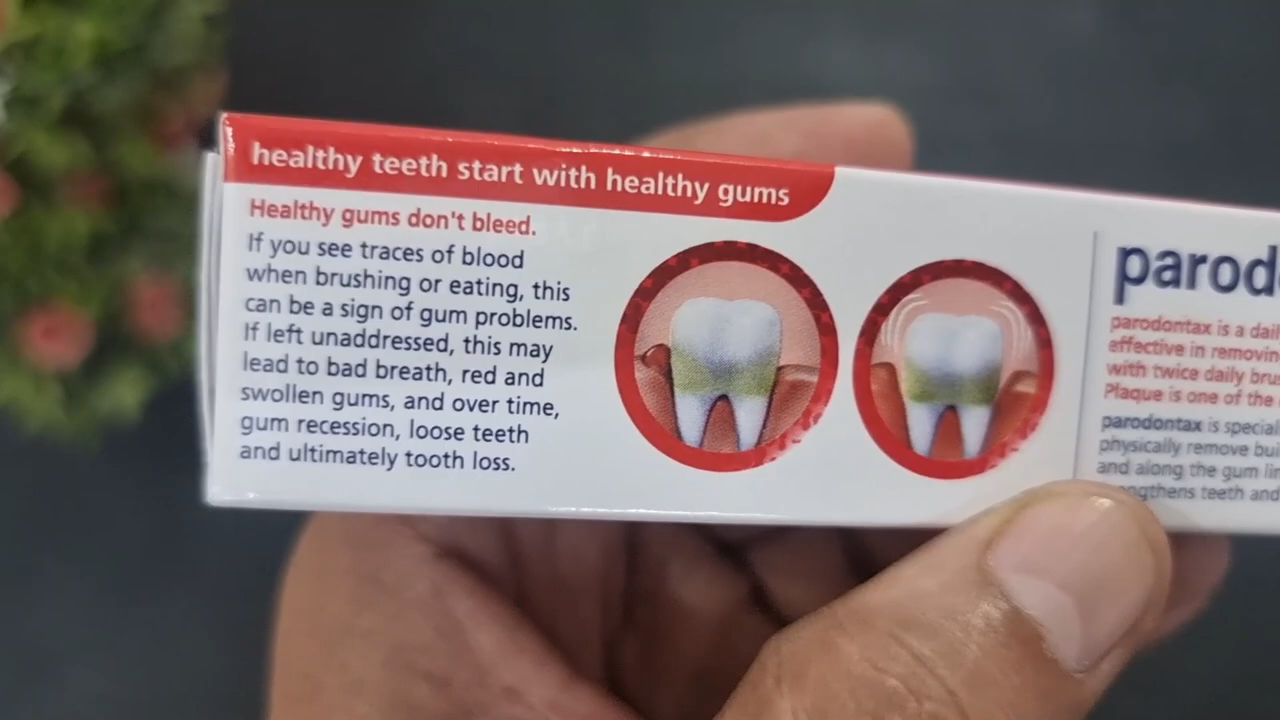 healthy teeth start with healthy gums
Healthy gums don't bleed.
If you see traces of blood
when brushing or eating, this
can be a sign of gum problems.
If left unaddressed, this may
lead to bad breath, red and
swollen gums, and over time,
gum recession, loose teeth
and ultimately tooth loss.
parod
parodontax is a dail
effective in removin
with twice daily brus
Plaque is one of the
parodontax is special
physically remove bui
and along the gum lin
engthens teeth and